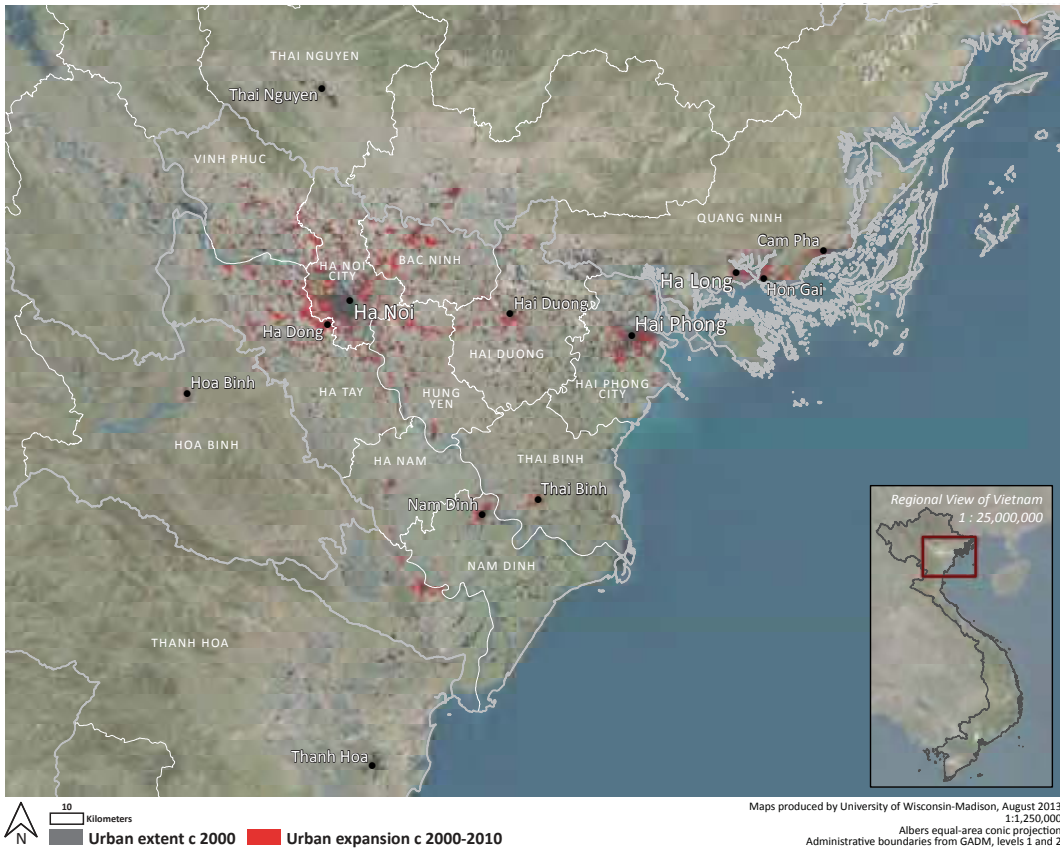 THAI NGUYEN
Thai Nguyen
VINH PHUC
QUANG NINH
Cam Pha
HA NOI
CITY
BAC NINH
Ha Long
Hon Gai
Ha Noi
Hai Duong
Ha Dong
Hai Phong
HAI DUONG
Hoa Binh
HA TAY
HUNG
YEN
HAI PHONG
CITY
HOA BINH
HA NAM
THAI BINH
Thai Binh
Nam Dinh
Regional View of Vietnam
1 : 25,000,000
NAM DINH
THANH HOA
Thanh Hoa
N
10
Kilometers
Urban extent c 2000
Urban expansion c 2000-2010
Maps produced by University of Wisconsin-Madison, August 2013
1:1,250,000
Albers equal-area conic projection
Administrative boundaries from GADM, levels 1 and 2